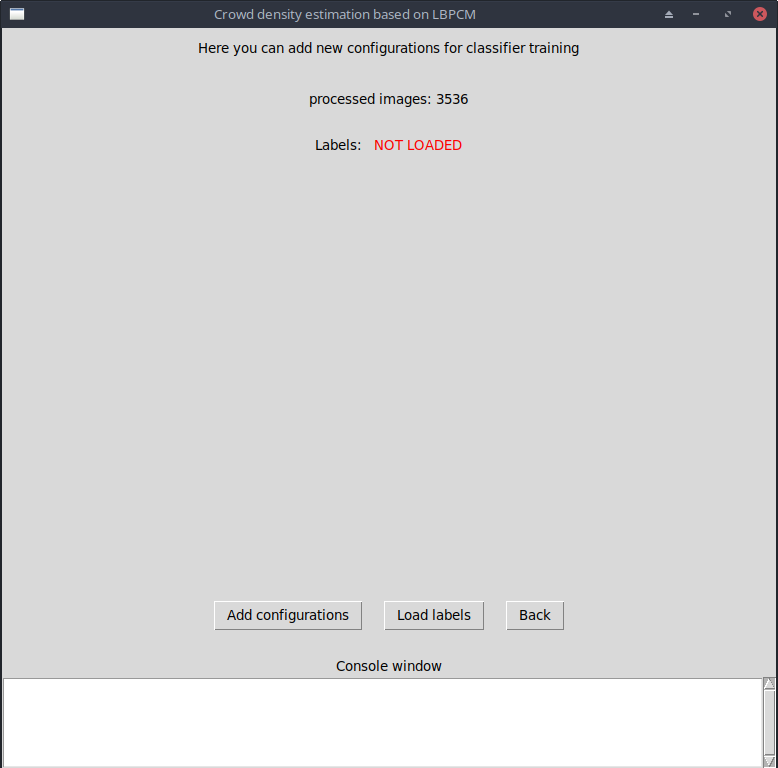 Crowd density estimation based on LBPCM
Here you can add new configurations for classifier training
processed images: 3536
Labels: NOT LOADED
Add configurations Load labels Back
Console window